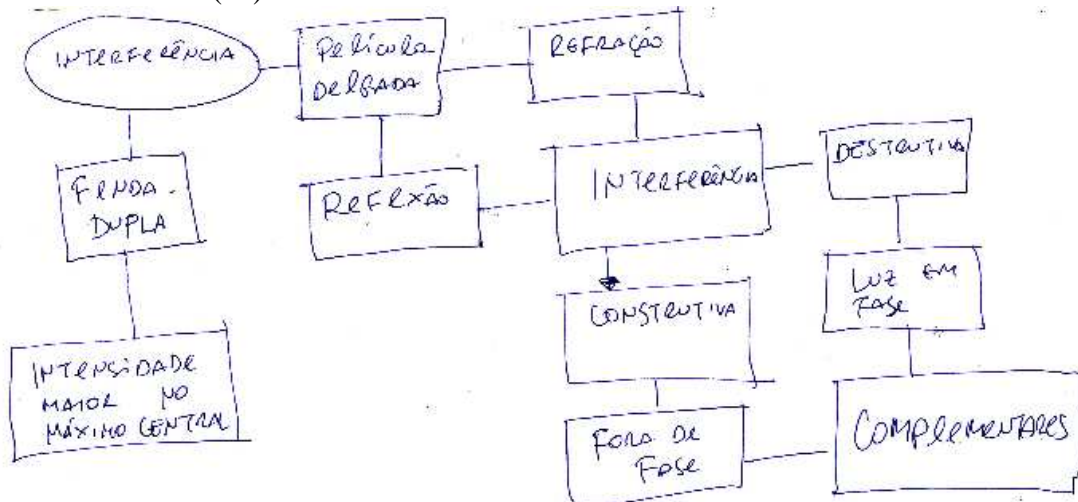 INTERFERÊNCIA
Película
DelGADA
REFRAÇÃO
FENDA-
DUPLA
ReFexão
INTERFERÊNCIA
DESTRUTIVA
LUZ EM
FASE
CONSTRUTIVA
INTENSIDADE
MAIOR NO
MÁXIMO CENTRAL
FORA DE
FASE
COMPlEMENTARES